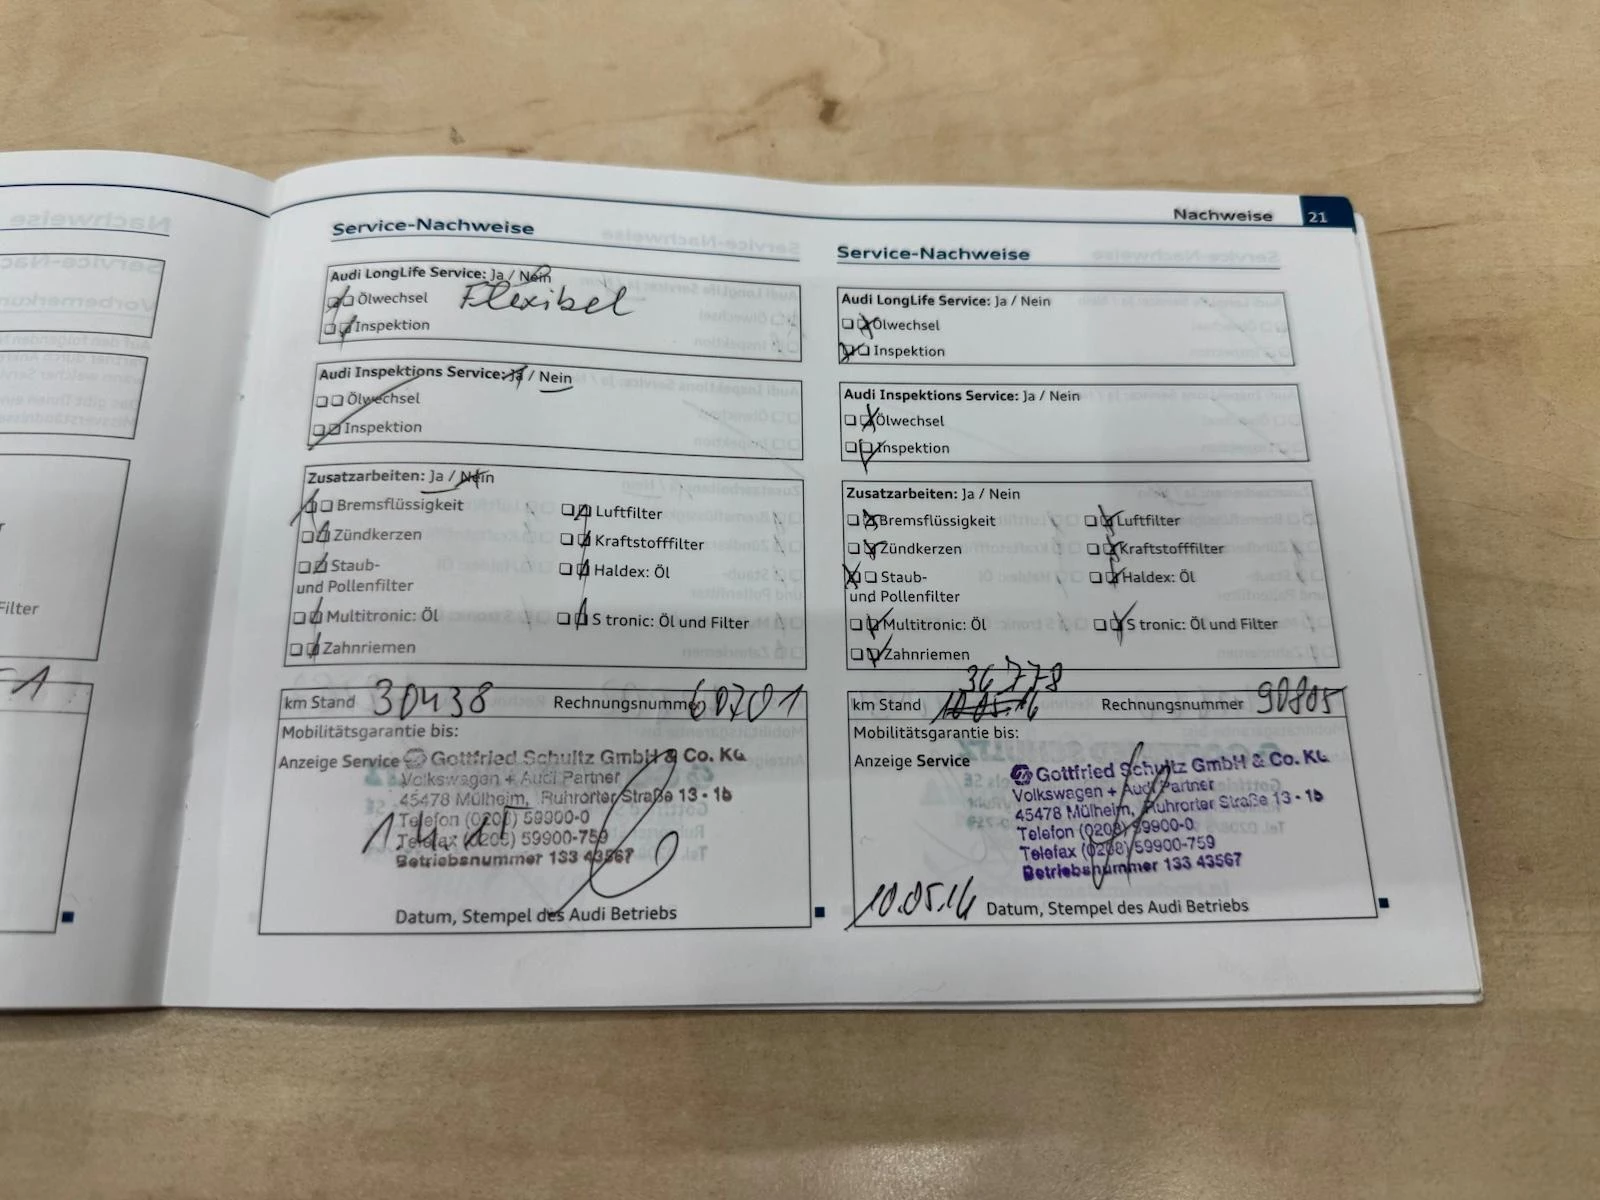 Nachweise 21
Service-Nachweise
Audi LongLife Service: Ja / Nein
Ölwechsel Flexibel
Inspektion
Audi Inspektions Service: Ja / Nein
Ölwechsel
Inspektion
Zusatzarbeiten: Ja / Nein
Bremsflüssigkeit
Luftfilter
Zündkerzen
Kraftstofffilter
Staub-
und Pollenfilter
Haldex: Öl
Multitronic: Öl
S tronic: Öl und Filter
Zahnriemen
km Stand 30438 Rechnungsnummer 60701
Mobilitätsgarantie bis:
Anzeige Service
Gottfried Schultz GmbH & Co. KG
Volkswagen + Audi Partner
45478 Mülheim, Ruhrorter Straße 13 - 15
Telefon (0208) 59900-0
Telefax (0208) 59900-759
Betriebsnummer 133 43567
Datum, Stempel des Audi Betriebs
Service-Nachweise
Audi LongLife Service: Ja / Nein
Ölwechsel
Inspektion
Audi Inspektions Service: Ja / Nein
Ölwechsel
Inspektion
Zusatzarbeiten: Ja / Nein
Bremsflüssigkeit
Luftfilter
Zündkerzen
Kraftstofffilter
Staub-
und Pollenfilter
Haldex: Öl
Multitronic: Öl
S tronic: Öl und Filter
Zahnriemen
36778
km Stand 10.05.16 Rechnungsnummer 90805
Mobilitätsgarantie bis:
Anzeige Service
Gottfried Schultz GmbH & Co. KG
Volkswagen + Audi Partner
45478 Mülheim, Ruhrorter Straße 13 - 15
Telefon (0208) 59900-0
Telefax (0208) 59900-759
Betriebsnummer 133 43567
10.05.16 Datum, Stempel des Audi Betriebs